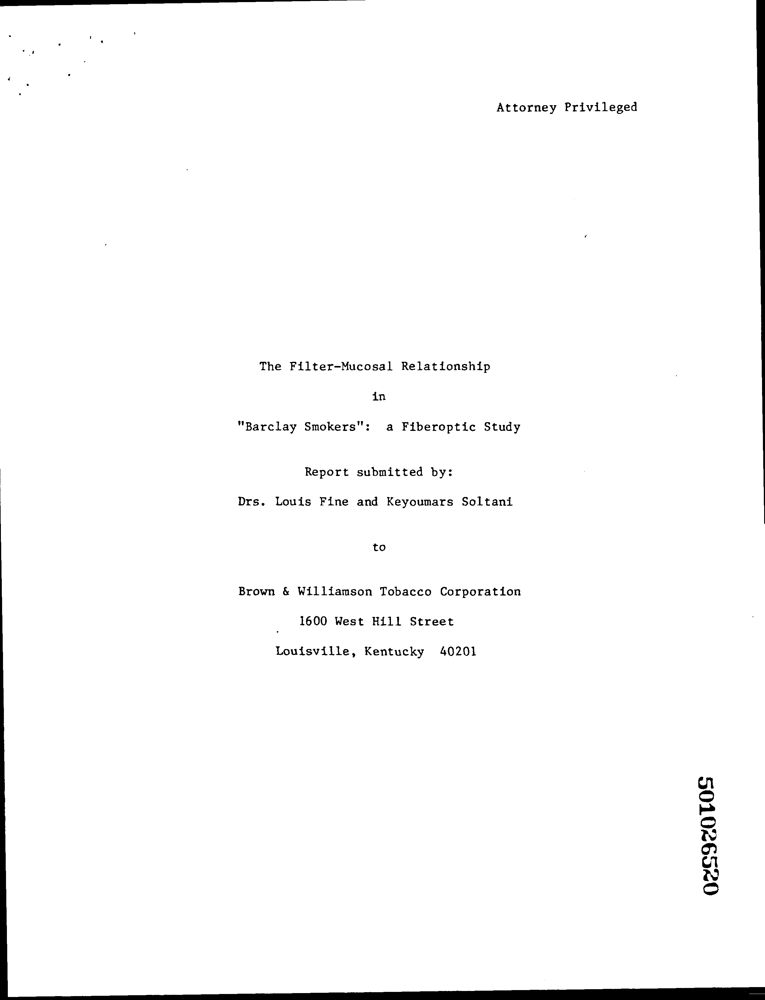 Attorney Privileged
The Filter-Mucosal Relationship
in
"Barclay Smokers": a Fiberoptic Study
Report submitted by:
Drs. Louis Fine and Keyoumars Soltani
to
Brown & Williamson Tobacco Corporation
1600 West Hill Street
Louisville, Kentucky 40201
501026520